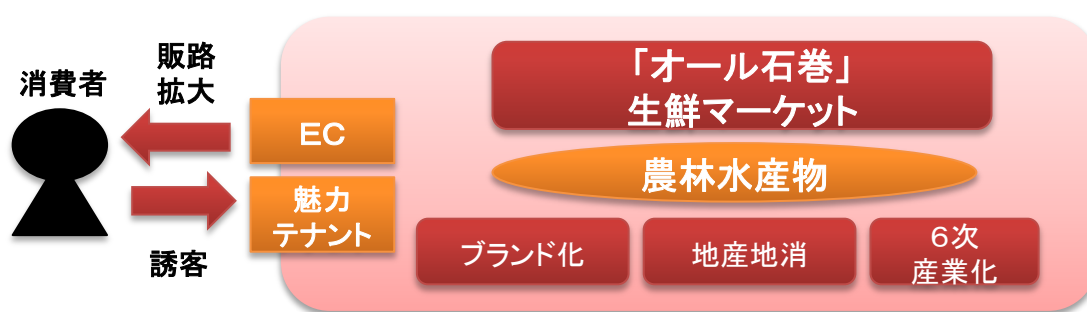 消費者
販路
拡大
誘客
EC
魅力
テナント
「オール石巻」
生鮮マーケット
農林水産物
ブランド化
地産地消
６次
産業化